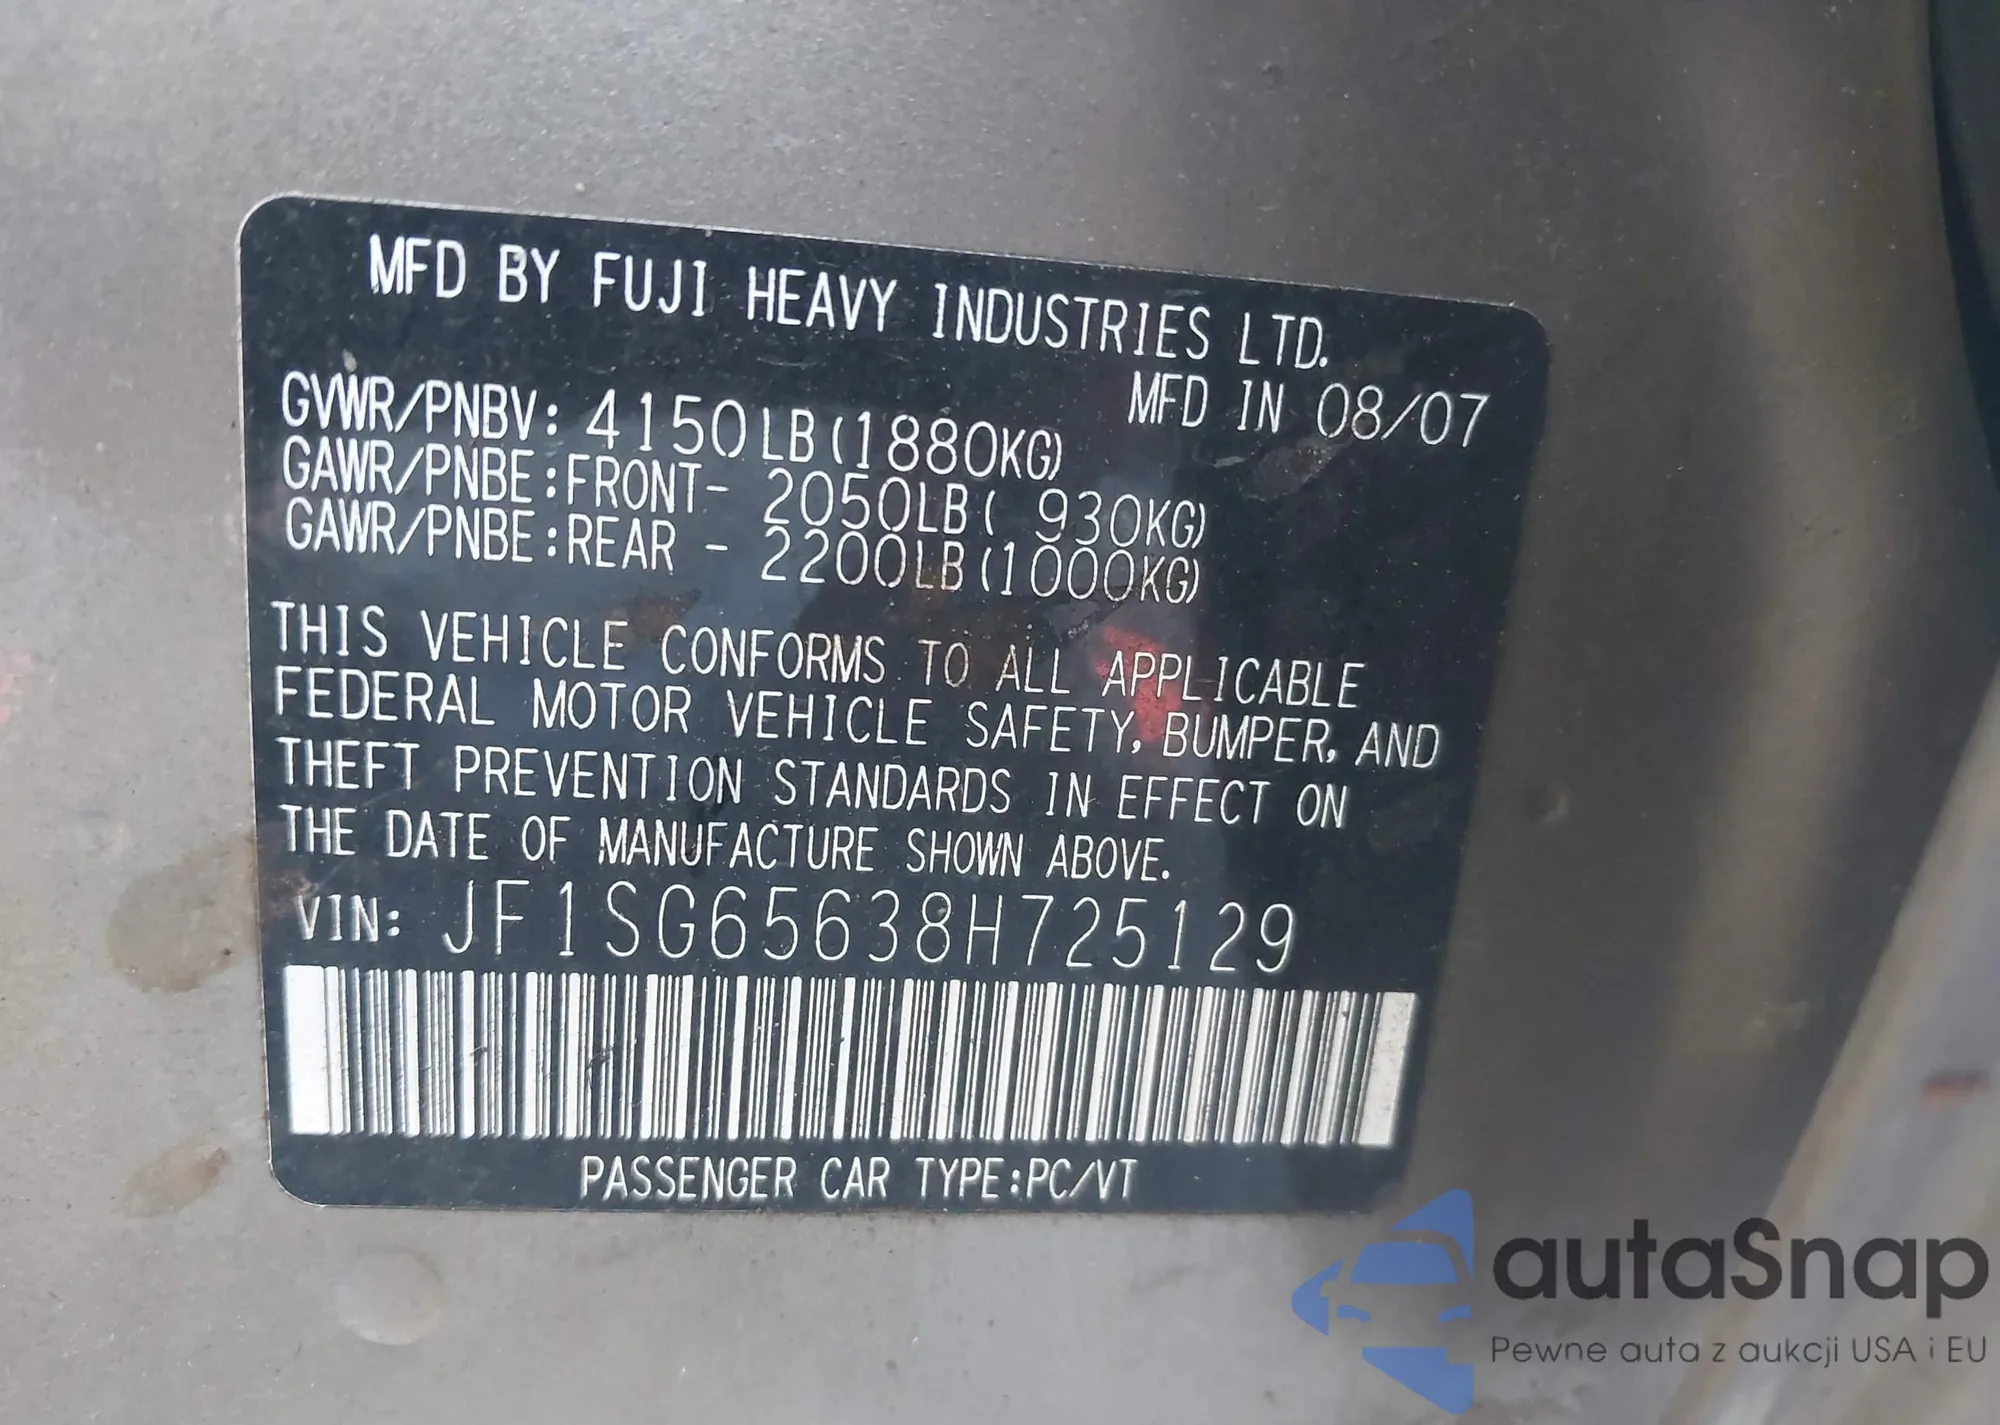 MFD BY FUJI HEAVY INDUSTRIES LTD.
MFD IN 08/07
GVWR/PNBV: 4150LB(1880KG)
GAWR/PNBE:FRONT- 2050LB( 930KG)
GAWR/PNBE:REAR - 2200LB(1000KG)
THIS VEHICLE CONFORMS TO ALL APPLICABLE
FEDERAL MOTOR VEHICLE SAFETY, BUMPER, AND
THEFT PREVENTION STANDARDS IN EFFECT ON
THE DATE OF MANUFACTURE SHOWN ABOVE.
VIN: JF1SG65638H725129
PASSENGER CAR TYPE:PC/VT
autaSnap
Pewne auta z aukcji USA i EU